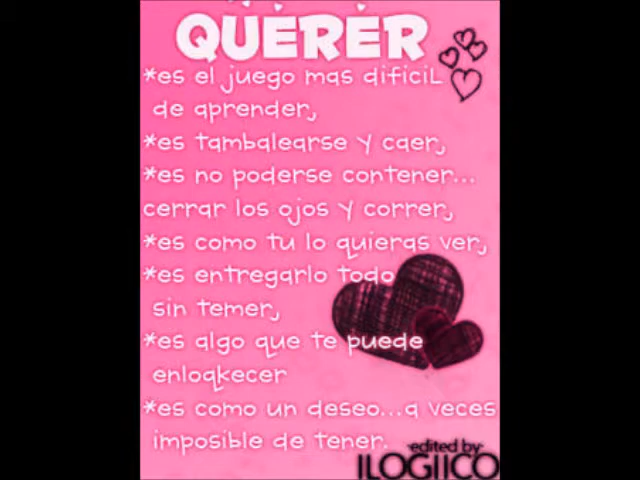 QUERER
*es el juego mas dificil
de aprender,
*es tambalearse y caer,
*es no poderse contener...
cerrar los ojos y correr,
*es como tu lo quieras ver,
*es entregarlo todo
sin temer,
*es algo que te puede
enloqkecer
*es como un deseo...a veces
imposible de tener.
edited by
ILOGIICO